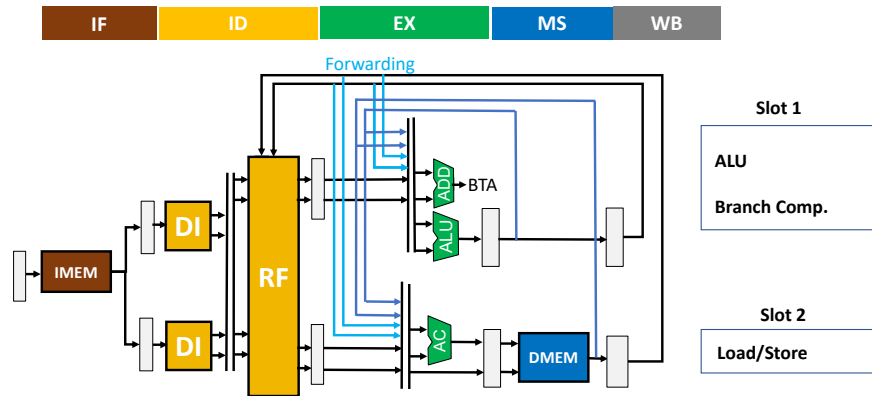 IF ID EX MS WB
Forwarding
Slot 1
ALU
Branch Comp.
ADD
BTA
ALU
DI
RF
IMEM
DI
AC
DMEM
Slot 2
Load/Store